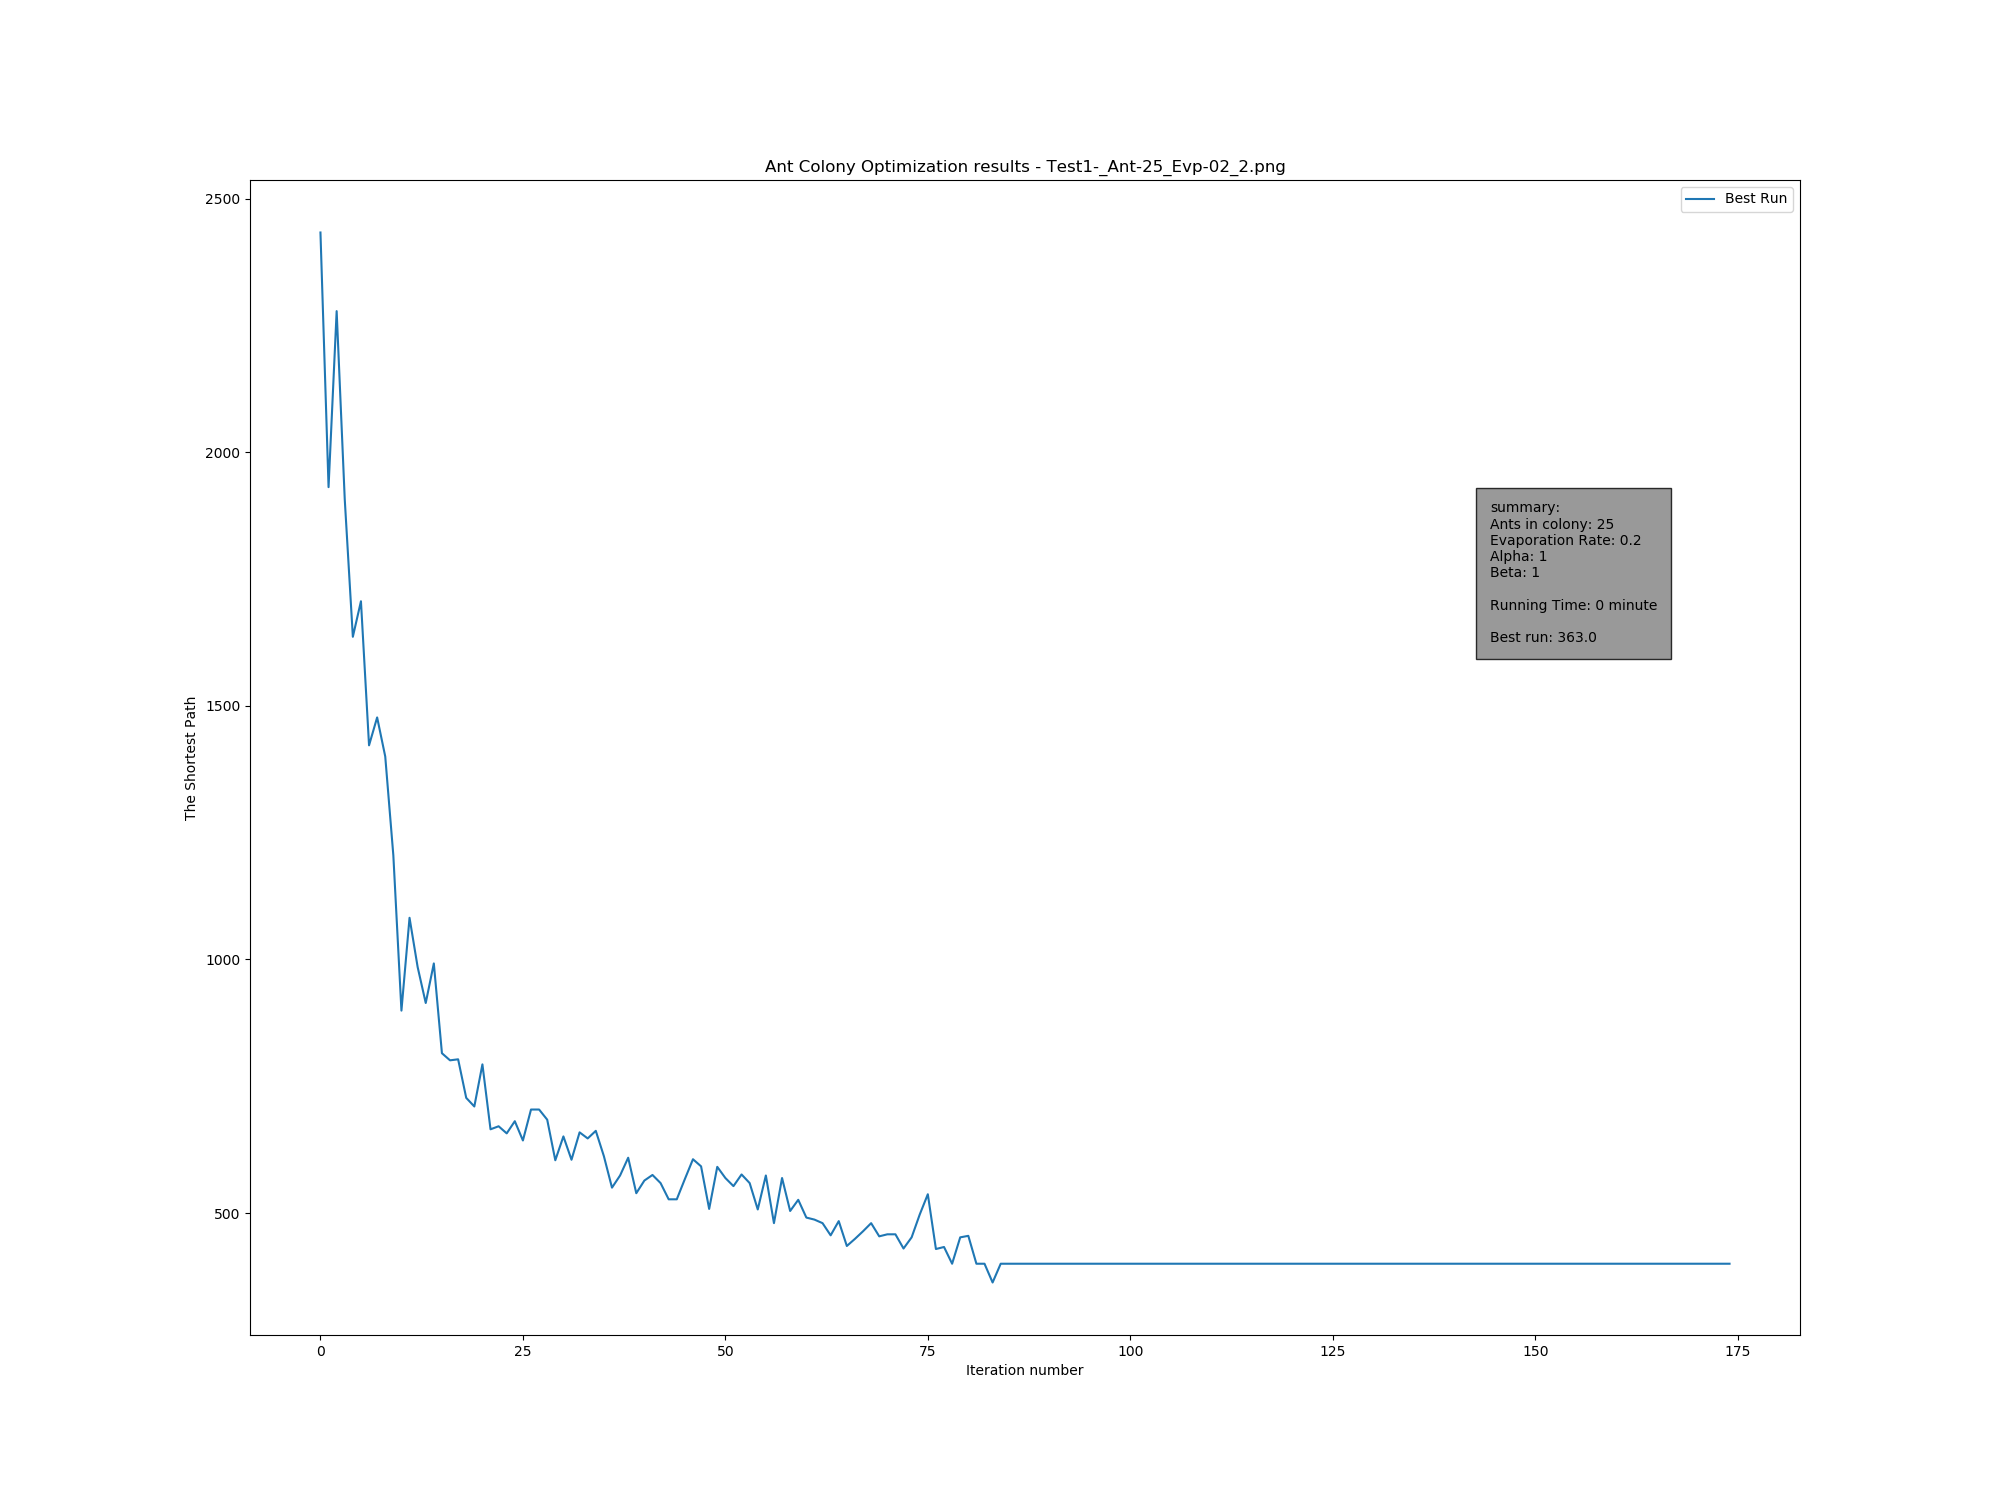 Ant Colony Optimization results - Test1-_Ant-25_Evp-02_2.png
Best Run
2500
2000
1500
1000
500
The Shortest Path
summary:
Ants in colony: 25
Evaporation Rate: 0.2
Alpha: 1
Beta: 1
Running Time: 0 minute
Best run: 363.0
0 25 50 75 100 125 150 175
Iteration number